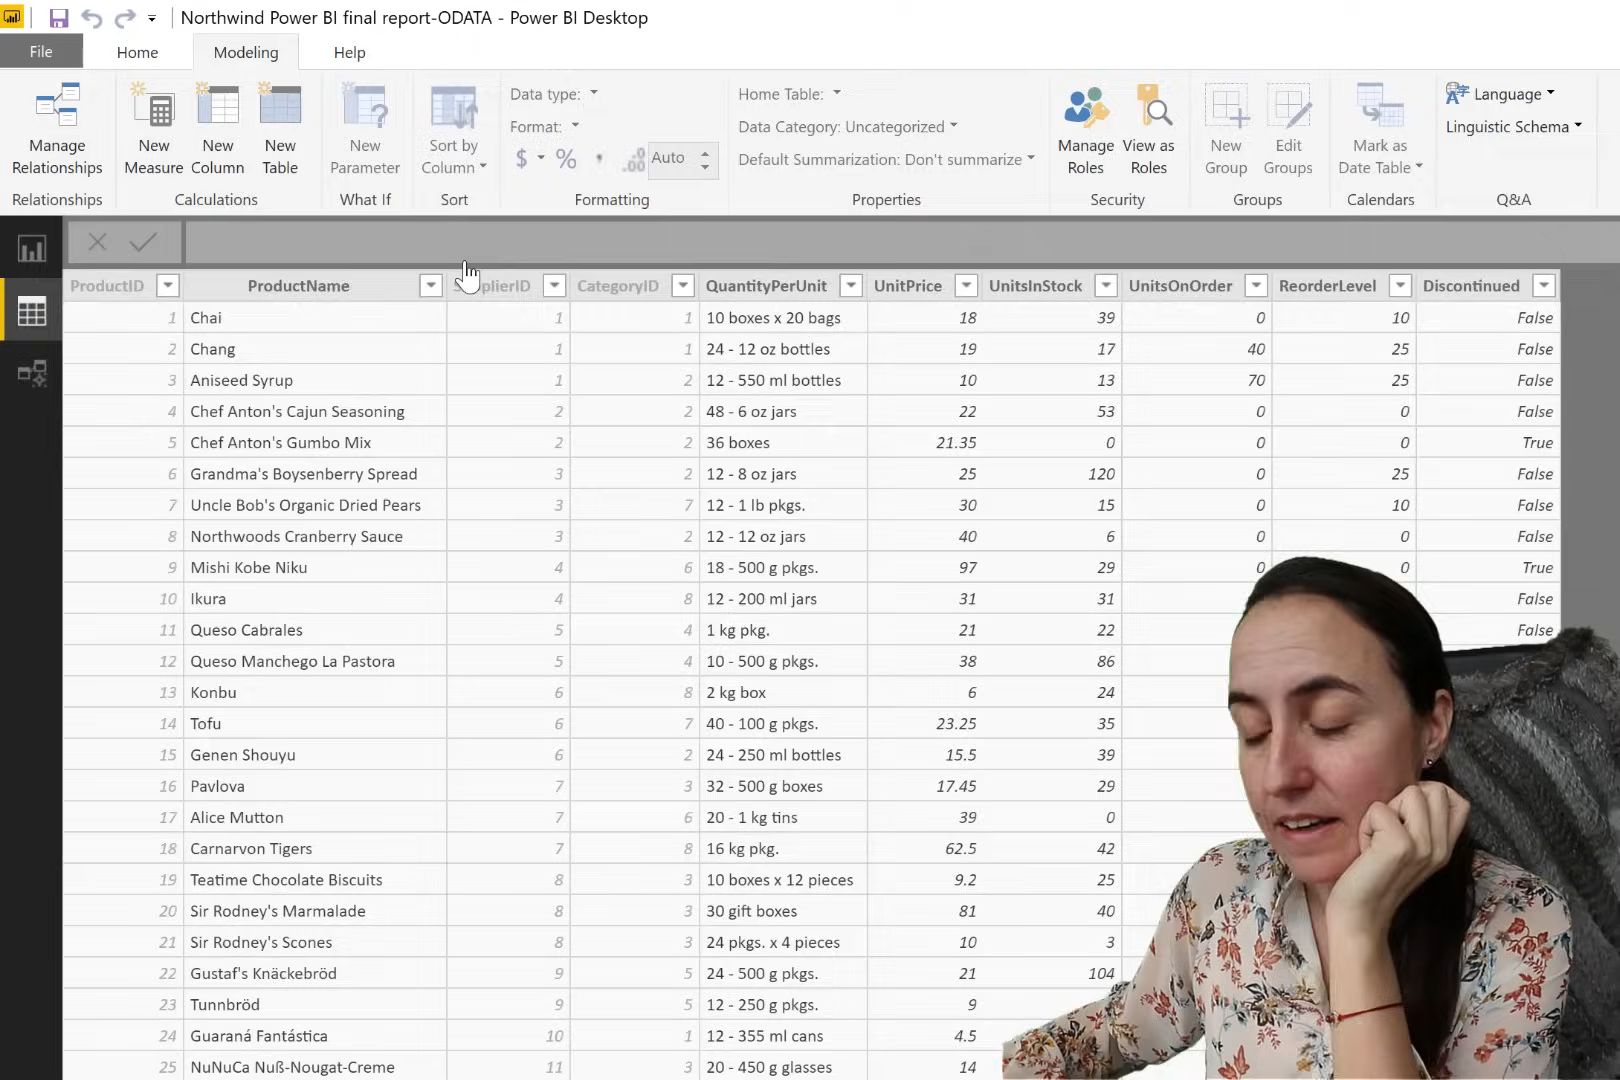 Northwind Power BI final report-ODATA - Power BI Desktop
File Home Modeling Help
Manage Relationships
New Measure
New Column
New Table
New Parameter
Sort by Column
Data type:
Format:
$ % , .00 Auto
Home Table:
Data Category: Uncategorized
Default Summarization: Don't summarize
Manage Roles
View as Roles
New Group
Edit Groups
Mark as Date Table
Language
Linguistic Schema
Relationships Calculations What If Sort Formatting Properties Security Groups Calendars Q&A
ProductID ProductName CategoryID QuantityPerUnit UnitPrice UnitsInStock UnitsOnOrder ReorderLevel Discontinued
1 Chai 1 1 10 boxes x 20 bags 18 39 0 10 False
2 Chang 1 1 24 - 12 oz bottles 19 17 40 25 False
3 Aniseed Syrup 1 2 12 - 550 ml bottles 10 13 70 25 False
4 Chef Anton's Cajun Seasoning 2 2 48 - 6 oz jars 22 53 0 0 False
5 Chef Anton's Gumbo Mix 2 2 36 boxes 21.35 0 0 0 True
6 Grandma's Boysenberry Spread 3 2 12 - 8 oz jars 25 120 0 25 False
7 Uncle Bob's Organic Dried Pears 3 7 12 - 1 lb pkgs. 30 15 0 10 False
8 Northwoods Cranberry Sauce 3 2 12 - 12 oz jars 40 6 0 0 False
9 Mishi Kobe Niku 4 6 18 - 500 g pkgs. 97 29 0 0 True
10 Ikura 4 8 12 - 200 ml jars 31 31 False
11 Queso Cabrales 5 4 1 kg pkg. 21 22 False
12 Queso Manchego La Pastora 5 4 10 - 500 g pkgs. 38 86
13 Konbu 6 8 2 kg box 6 24
14 Tofu 6 7 40 - 100 g pkgs. 23.25 35
15 Genen Shouyu 6 2 24 - 250 ml bottles 15.5 39
16 Pavlova 7 3 32 - 500 g boxes 17.45 29
17 Alice Mutton 7 6 20 - 1 kg tins 39 0
18 Carnarvon Tigers 7 8 16 kg pkg. 62.5 42
19 Teatime Chocolate Biscuits 8 3 10 boxes x 12 pieces 9.2 25
20 Sir Rodney's Marmalade 8 3 30 gift boxes 81 40
21 Sir Rodney's Scones 8 3 24 pkgs. x 4 pieces 10 3
22 Gustaf's Knäckebröd 9 5 24 - 500 g pkgs. 21 104
23 Tunnbröd 9 5 12 - 250 g pkgs. 9
24 Guaraná Fantástica 10 1 12 - 355 ml cans 4.5
25 NuNuCa Nuß-Nougat-Creme 11 3 20 - 450 g glasses 14